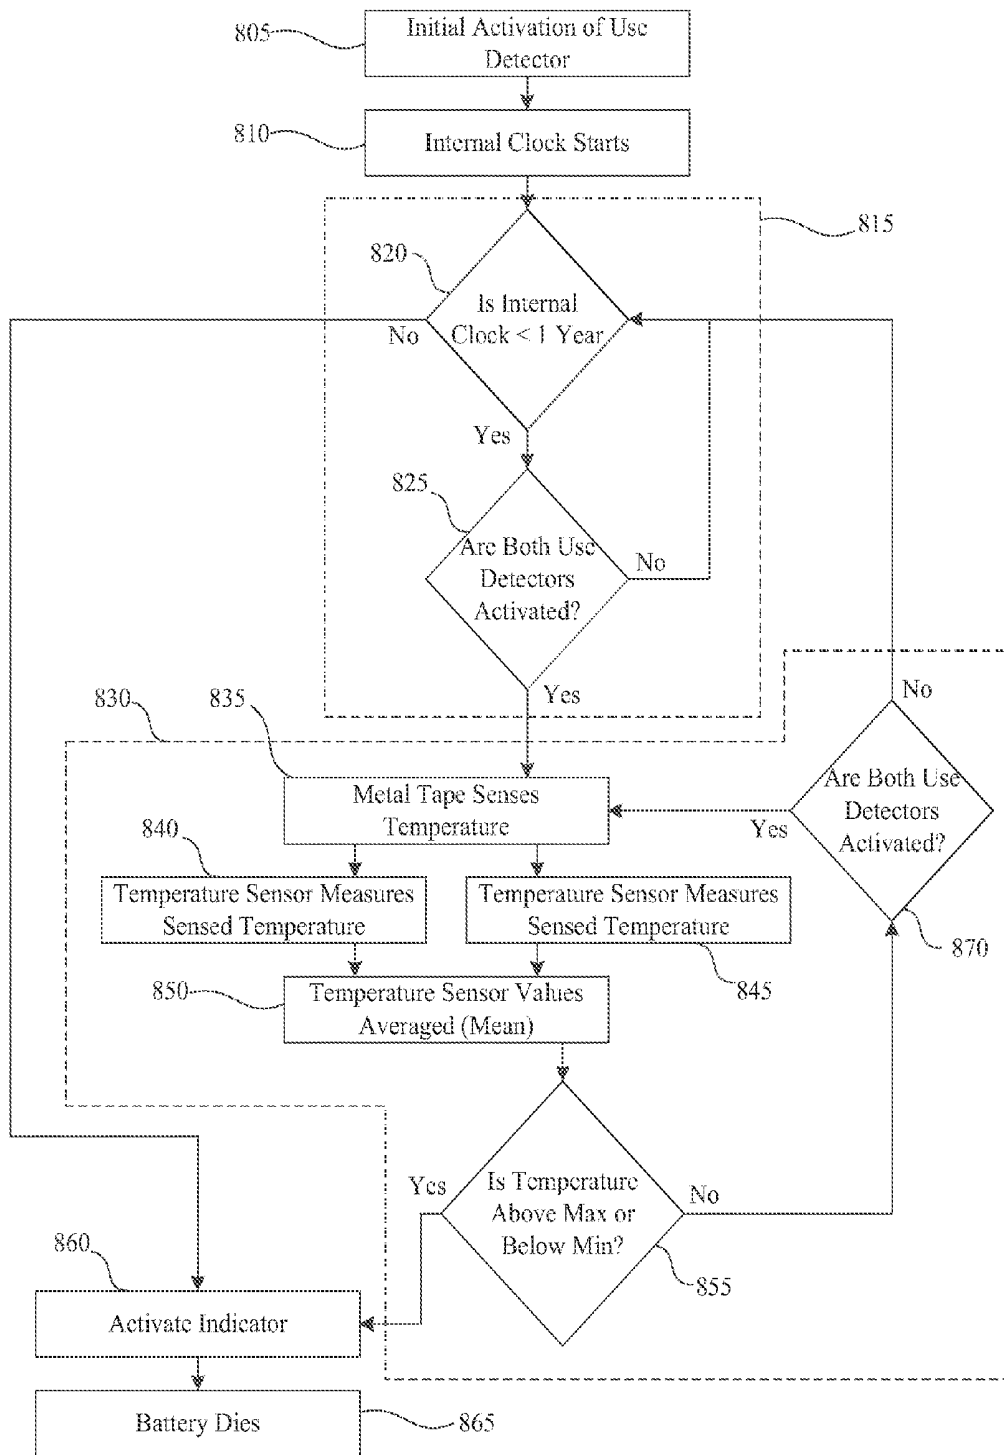 805
Initial Activation of Use
Detector
810
Internal Clock Starts
815
820
Is Internal
Clock < 1 Year
No
Yes
825
Are Both Use
Detectors
Activated?
No
Yes
830
835
Metal Tape Senses
Temperature
No
Are Both Use
Detectors
Activated?
Yes
870
840
Temperature Sensor Measures
Sensed Temperature
Temperature Sensor Measures
Sensed Temperature
845
850
Temperature Sensor Values
Averaged (Mean)
Yes
Is Temperature
Above Max or
Below Min?
No
855
860
Activate Indicator
Battery Dies
865